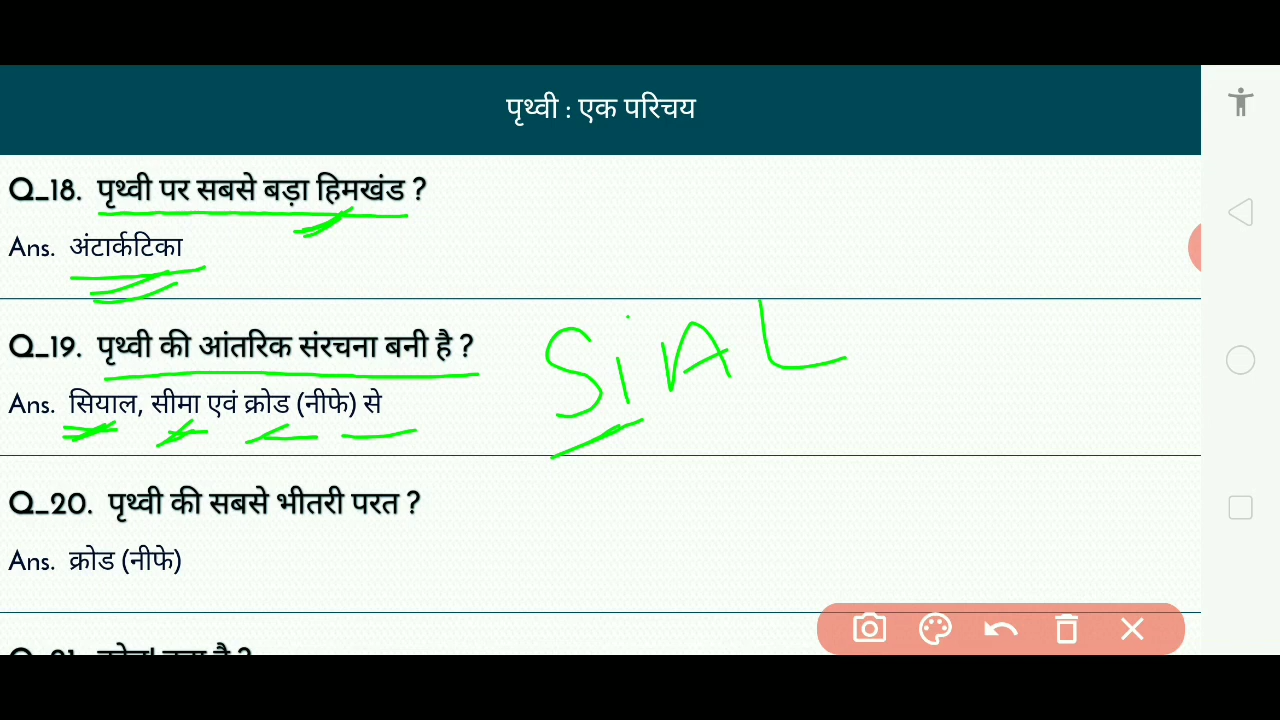 पृथ्वी : एक परिचय
Q_18. पृथ्वी पर सबसे बड़ा हिमखंड ?
Ans. अंटार्कटिका
Q_19. पृथ्वी की आंतरिक संरचना बनी है ?
SiAL
Ans. सियाल, सीमा एवं क्रोड (नीफे) से
Q_20. पृथ्वी की सबसे भीतरी परत ?
Ans. क्रोड (नीफे)